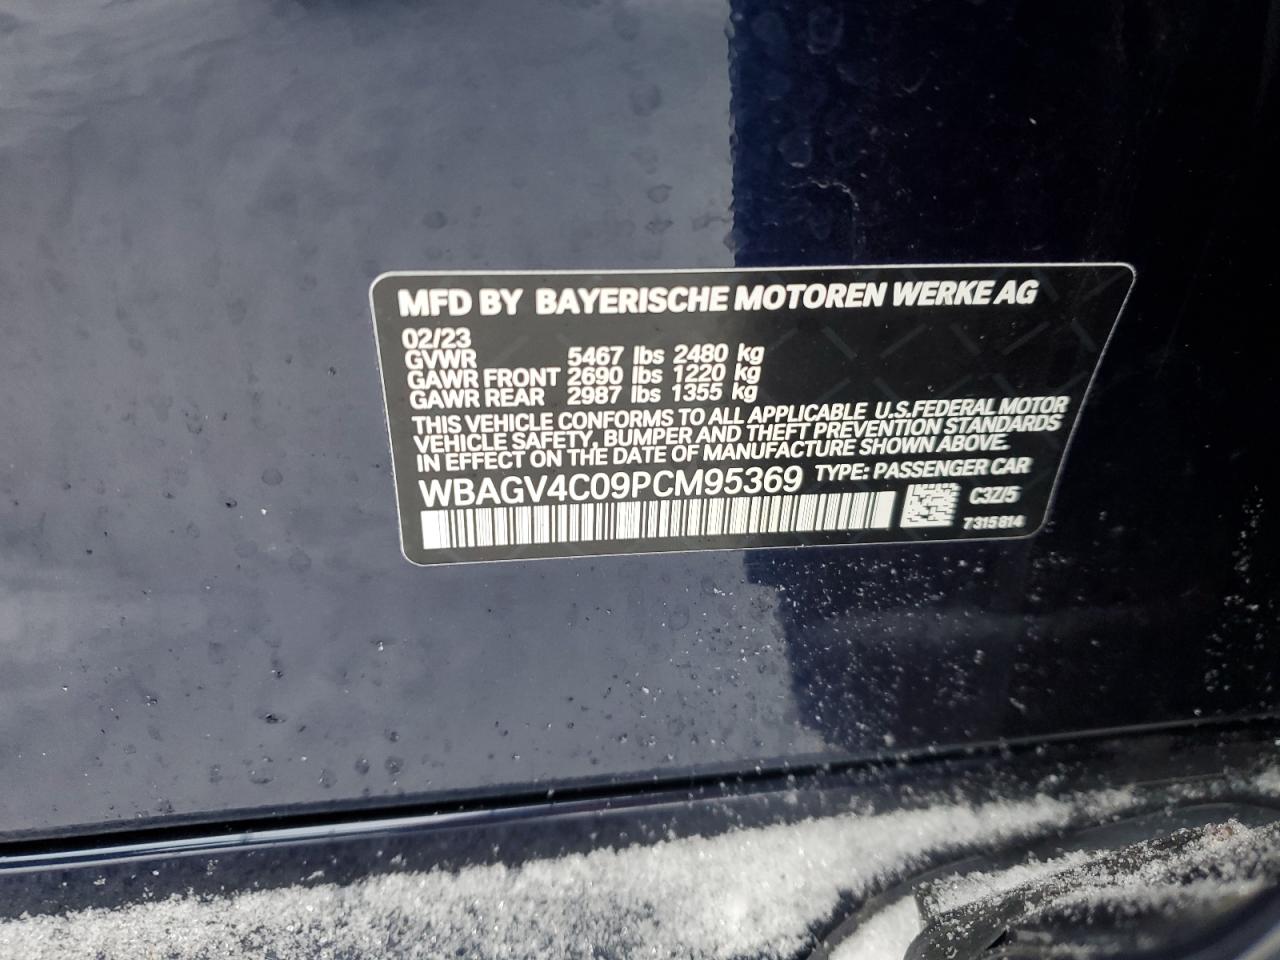 MFD BY BAYERISCHE MOTOREN WERKE AG
02/23
GVWR 5467 lbs 2480 kg
GAWR FRONT 2690 lbs 1220 kg
GAWR REAR 2987 lbs 1355 kg
THIS VEHICLE CONFORMS TO ALL APPLICABLE U.S.FEDERAL MOTOR
VEHICLE SAFETY, BUMPER AND THEFT PREVENTION STANDARDS
IN EFFECT ON THE DATE OF MANUFACTURE SHOWN ABOVE.
WBAGV4C09PCM95369 TYPE: PASSENGER CAR
C3Z/5
7315814